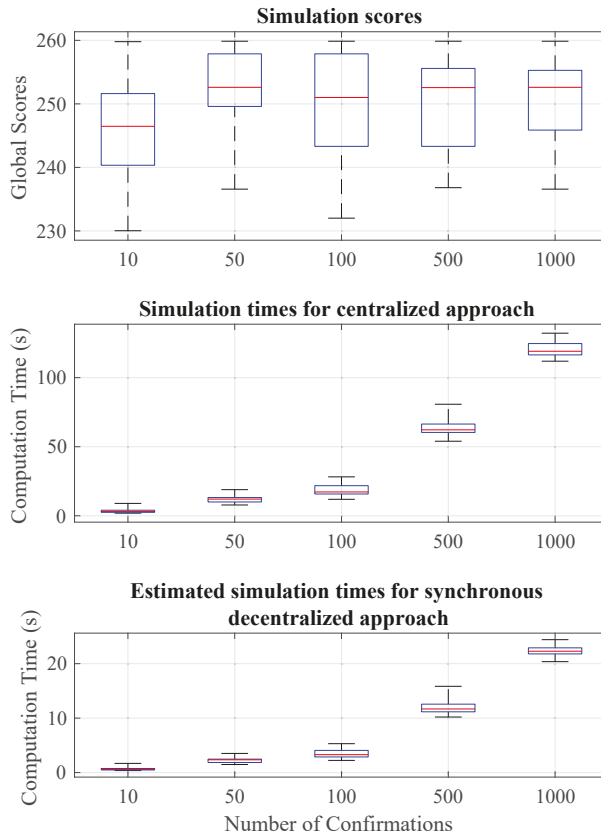 Simulation scores
260
250
240
230
Global Scores
10 50 100 500 1000
Simulation times for centralized approach
100
50
0
Computation Time (s)
10 50 100 500 1000
Estimated simulation times for synchronous
decentralized approach
20
10
0
Computation Time (s)
10 50 100 500 1000
Number of Confirmations